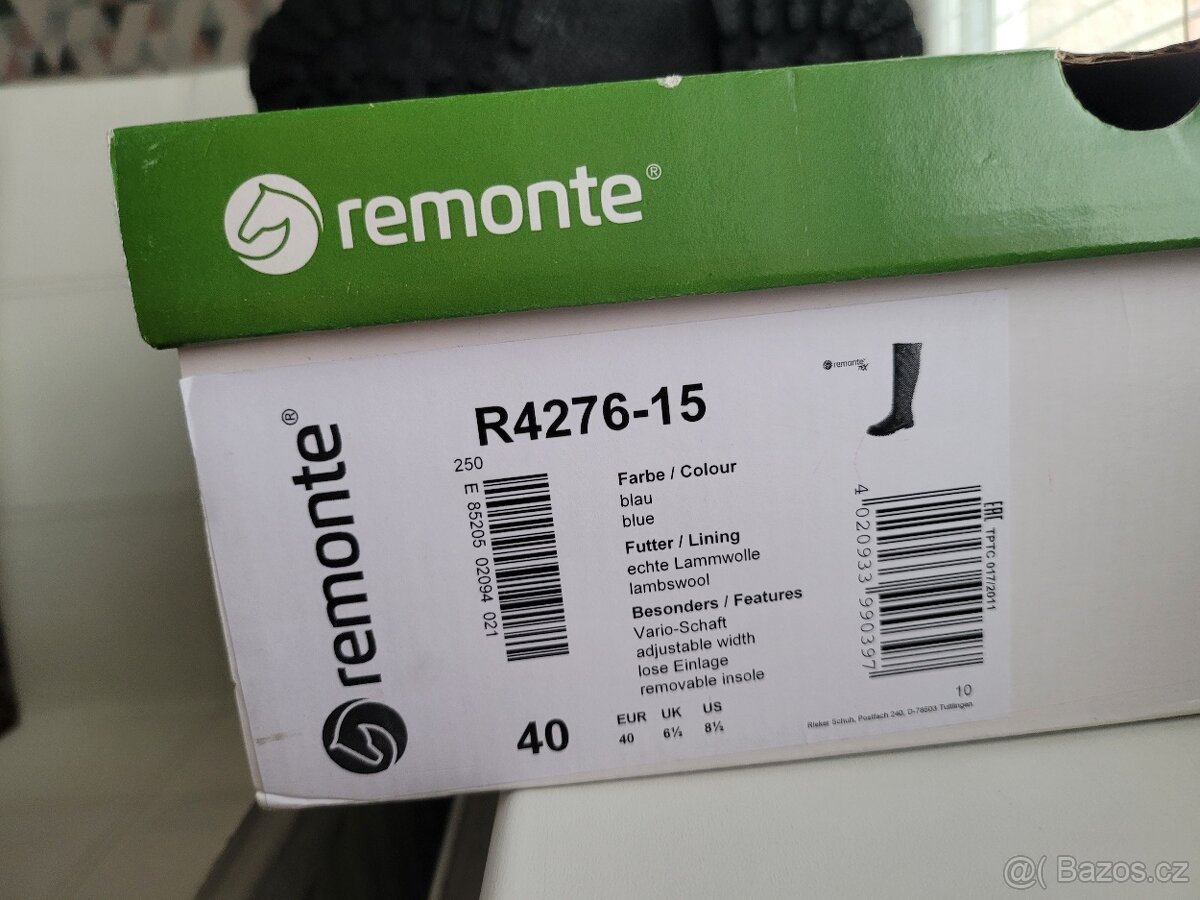 remonte®
remonte®
R4276-15
250
E 85205 02094 021
Farbe / Colour
blau
blue
Futter / Lining
echte Lammwolle
lambswool
Besonders / Features
Vario-Schaft
adjustable width
lose Einlage
removable insole
40
EUR UK US
40 6½ 8½
remonte® TEX
4 020933 990397
EAC TPTC 017/2011
10
Rieker Schuh, Postfach 240, D-78503 Tuttlingen
@( Bazos.cz